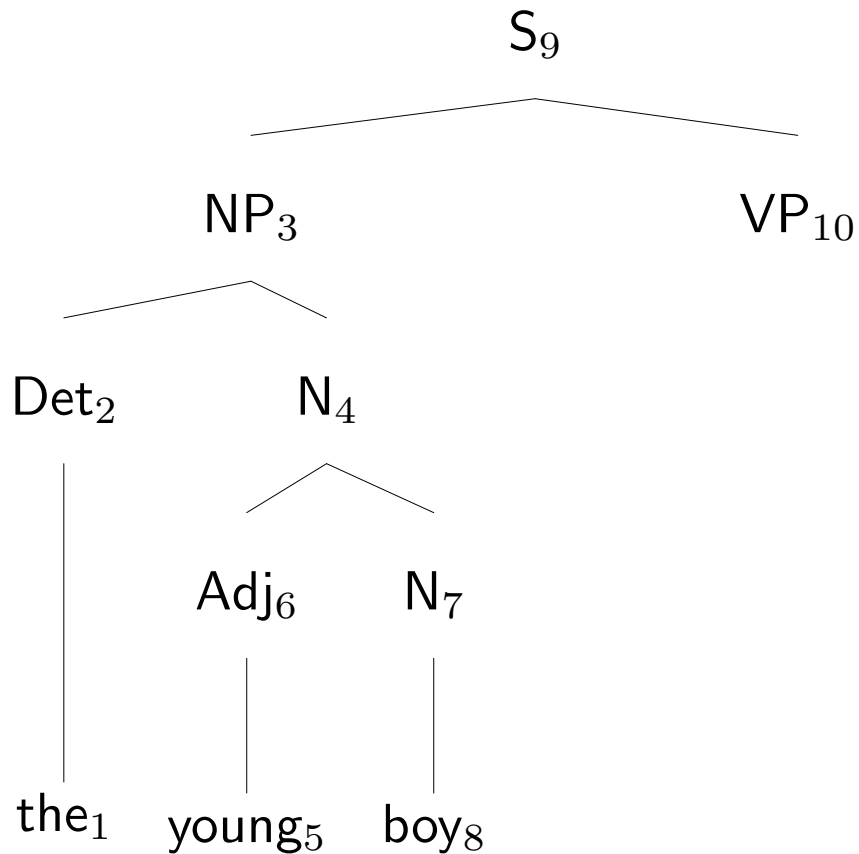 S₉
NP₃ VP₁₀
Det₂ N₄
Adj₆ N₇
the₁ young₅ boy₈